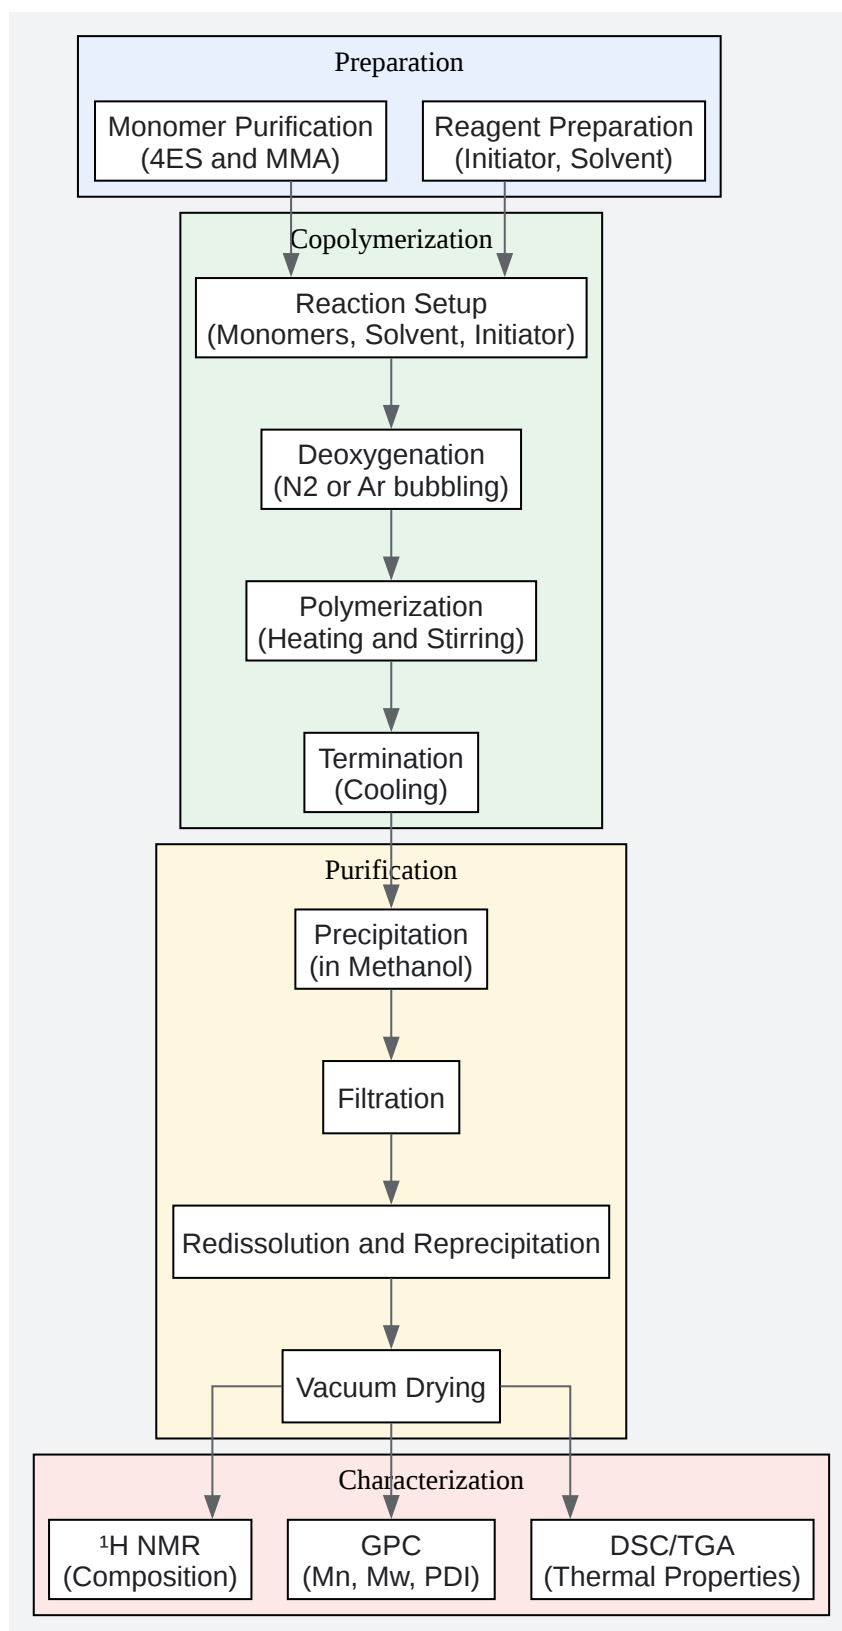 Preparation
Monomer Purification
(4ES and MMA)
Reagent Preparation
(Initiator, Solvent)
Copolymerization
Reaction Setup
(Monomers, Solvent, Initiator)
Deoxygenation
(N2 or Ar bubbling)
Polymerization
(Heating and Stirring)
Termination
(Cooling)
Purification
Precipitation
(in Methanol)
Filtration
Redissolution and Reprecipitation
Vacuum Drying
Characterization
¹H NMR
(Composition)
GPC
(Mn, Mw, PDI)
DSC/TGA
(Thermal Properties)